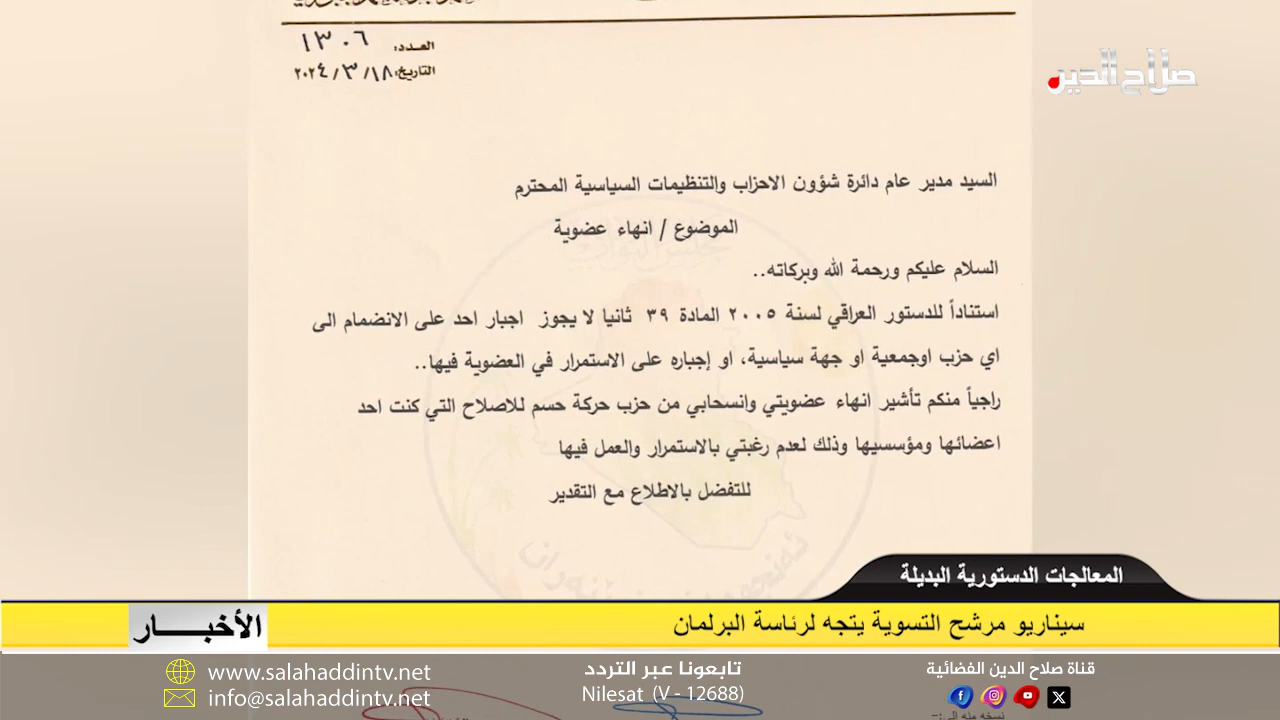 العدد: ١٣٠٦
التاريخ: ٢٠٢٤/٣/١٨
صلاح الدين
السيد مدير عام دائرة شؤون الاحزاب والتنظيمات السياسية المحترم
الموضوع / انهاء عضوية
السلام عليكم ورحمة الله وبركاته..
استناداً للدستور العراقي لسنة ٢٠٠٥ المادة ٣٩ ثانيا لا يجوز اجبار احد على الانضمام الى
اي حزب اوجمعية او جهة سياسية، او إجباره على الاستمرار في العضوية فيها..
راجياً منكم تأشير انهاء عضويتي وانسحابي من حزب حركة حسم للاصلاح التي كنت احد
اعضائها ومؤسسيها وذلك لعدم رغبتي بالاستمرار والعمل فيها
للتفضل بالاطلاع مع التقدير
مجلس النواب
المعالجات الدستورية البديلة
سيناريو مرشح التسوية يتجه لرئاسة البرلمان
الأخبـــار
قناة صلاح الدين الفضائية
تابعونا عبر التردد
Nilesat (V - 12688)
www.salahaddintv.net
info@salahaddintv.net
نسخه منه الى:-